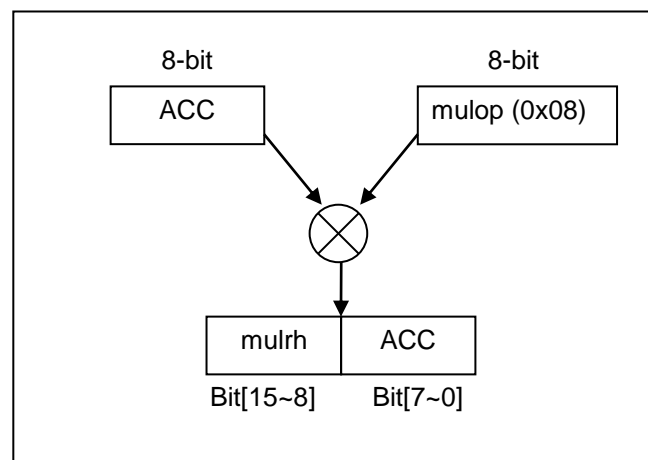 8-bit 8-bit
ACC mulop (0x08)
mulrh ACC
Bit[15~8] Bit[7~0]